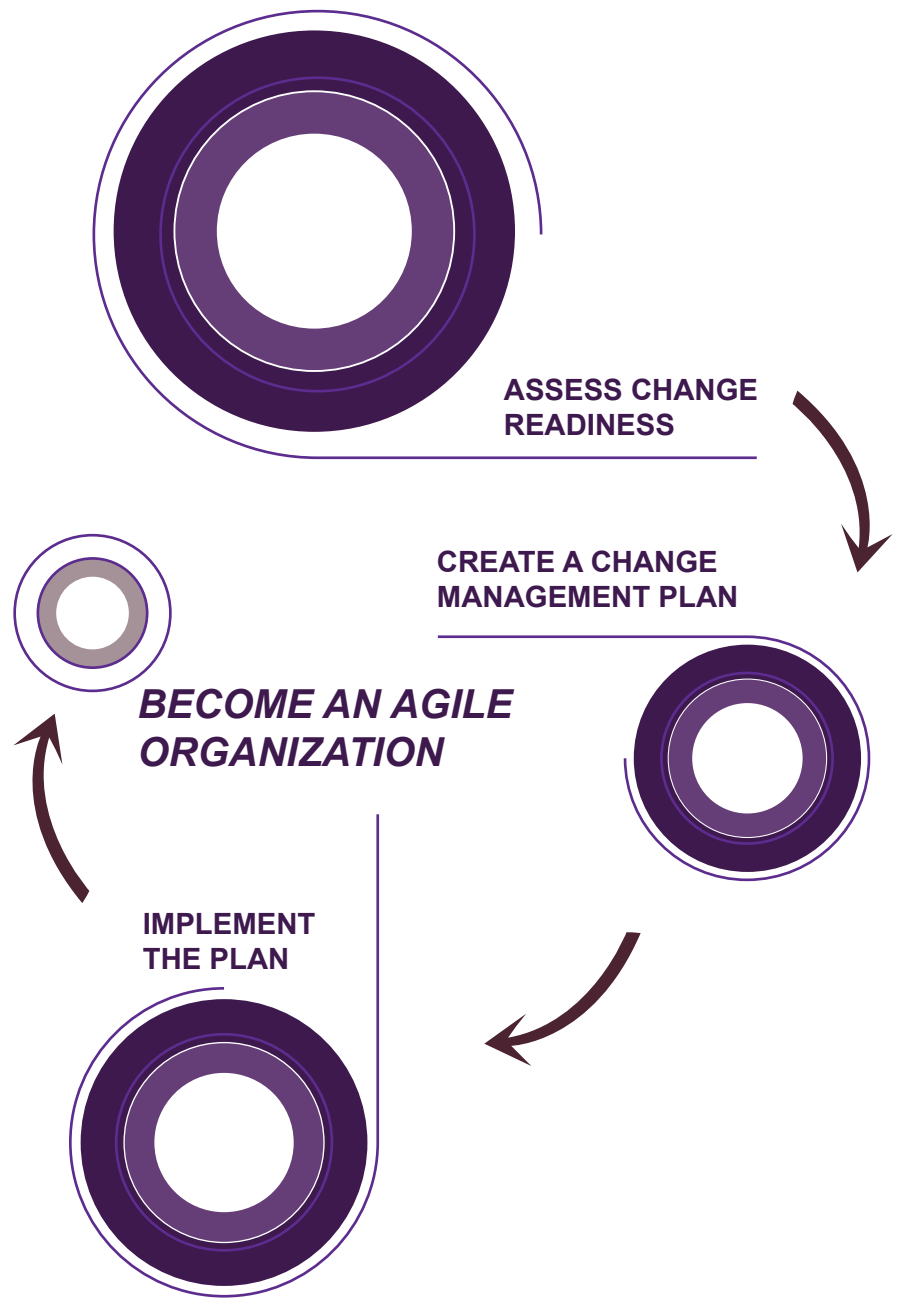 ASSESS CHANGE
READINESS
CREATE A CHANGE
MANAGEMENT PLAN
BECOME AN AGILE
ORGANIZATION
IMPLEMENT
THE PLAN